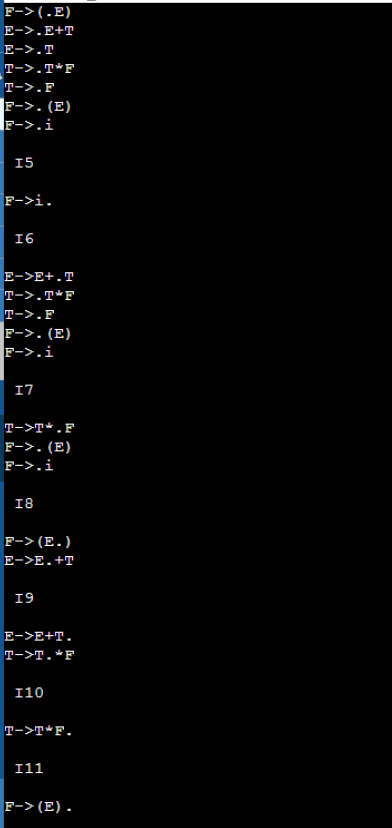 F->(.E)
E->.E+T
E->.T
T->.T*F
T->.F
F->.(E)
F->.i
I5
F->i.
I6
E->E+.T
T->.T*F
T->.F
F->.(E)
F->.i
I7
T->T*.F
F->.(E)
F->.i
I8
F->(E.)
E->E.+T
I9
E->E+T.
T->T.*F
I10
T->T*F.
I11
F->(E).